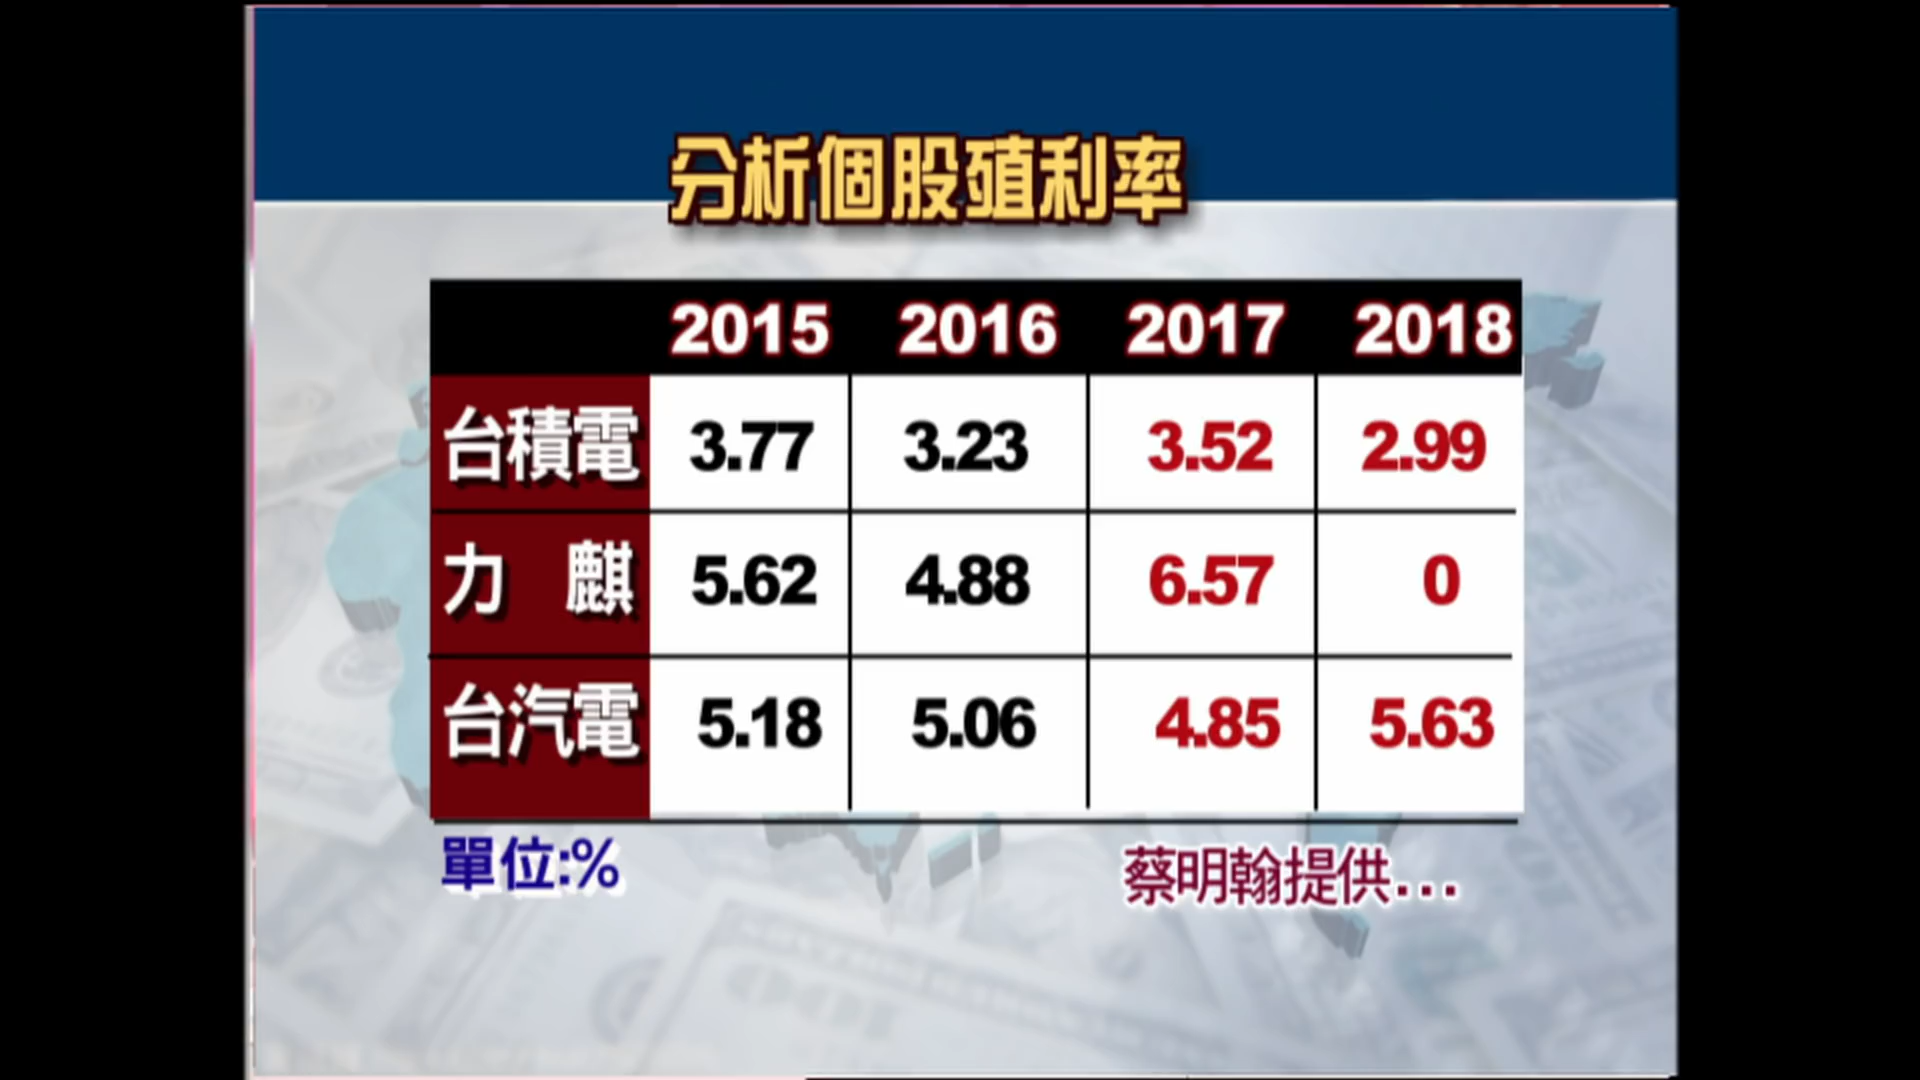 分析個股殖利率
2015 2016 2017 2018
台積電 3.77 3.23 3.52 2.99
力麒 5.62 4.88 6.57 0
台汽電 5.18 5.06 4.85 5.63
單位:% 蔡明翰提供...